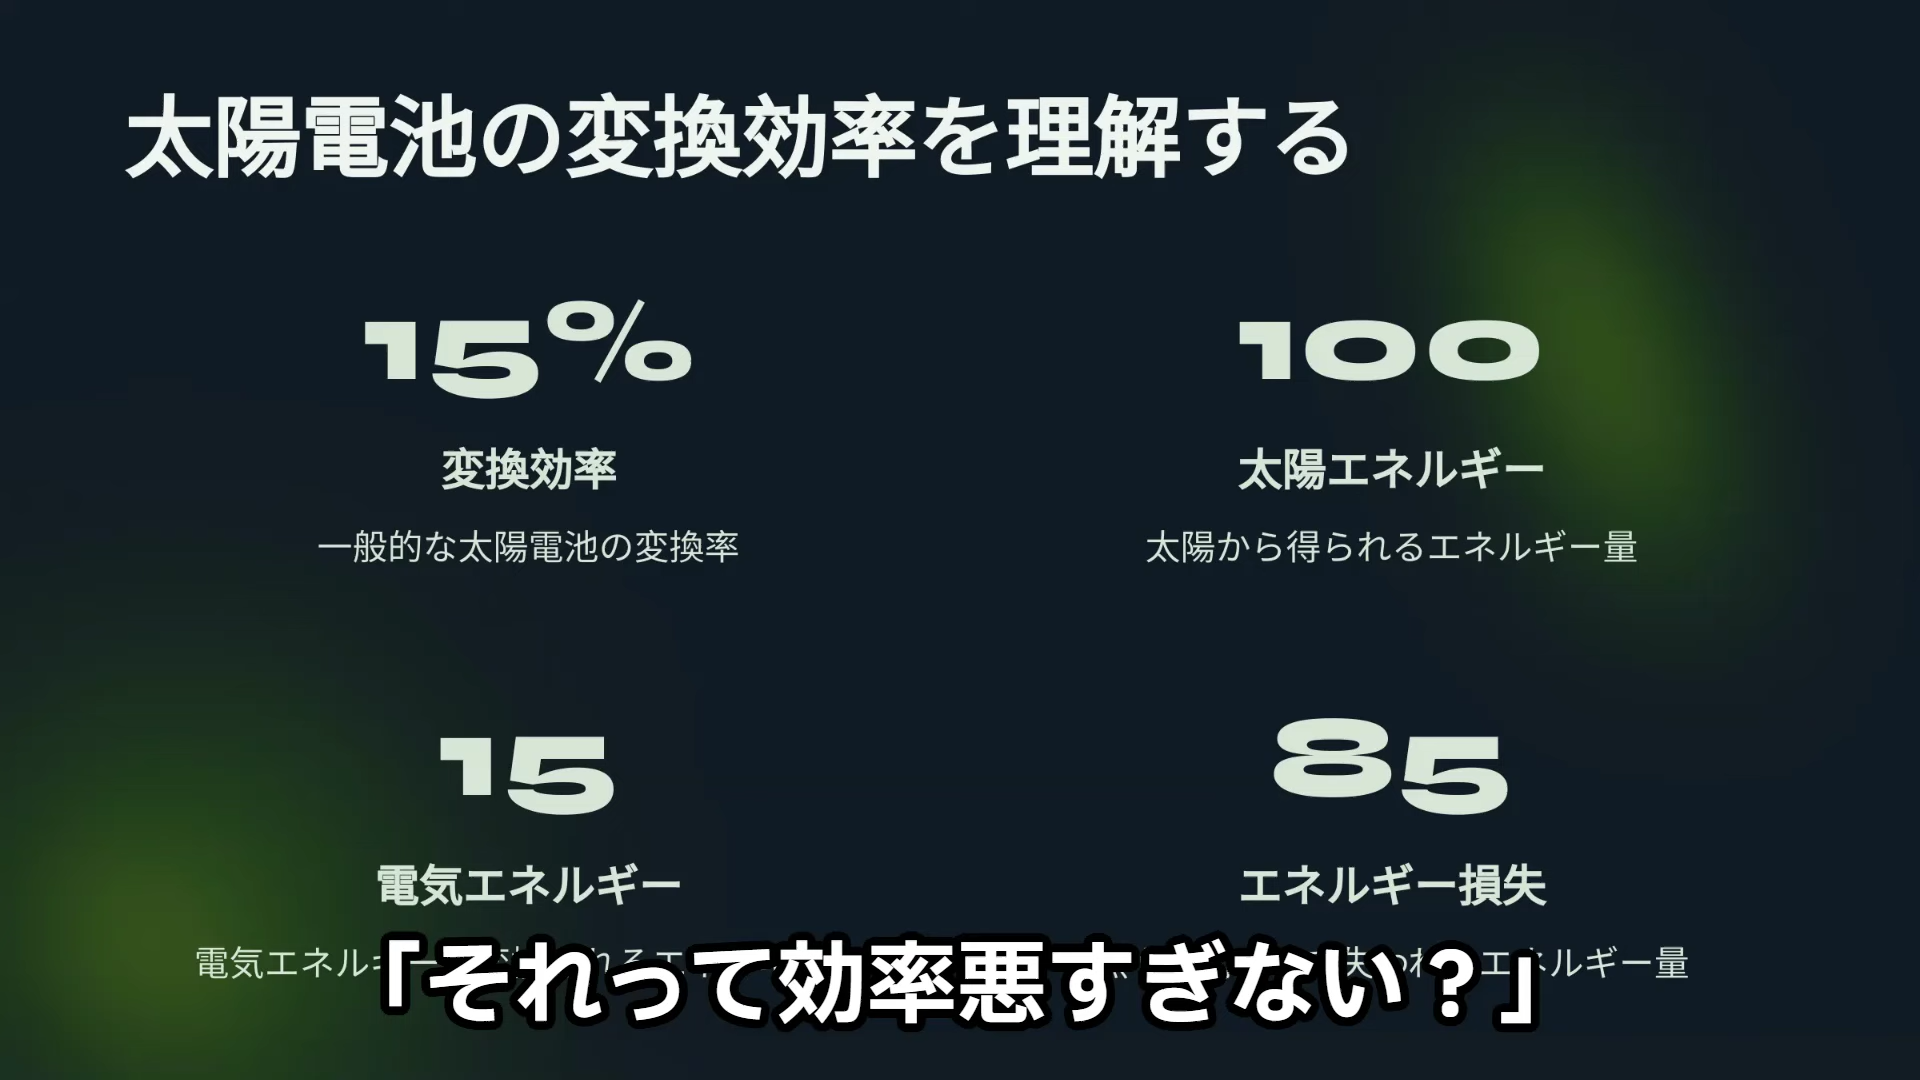 太陽電池の変換効率を理解する
15%
変換効率
一般的な太陽電池の変換率
100
太陽エネルギー
太陽から得られるエネルギー量
15
電気エネルギー
電気エネル
85
エネルギー損失
エネルギー量
「それって効率悪すぎない？」